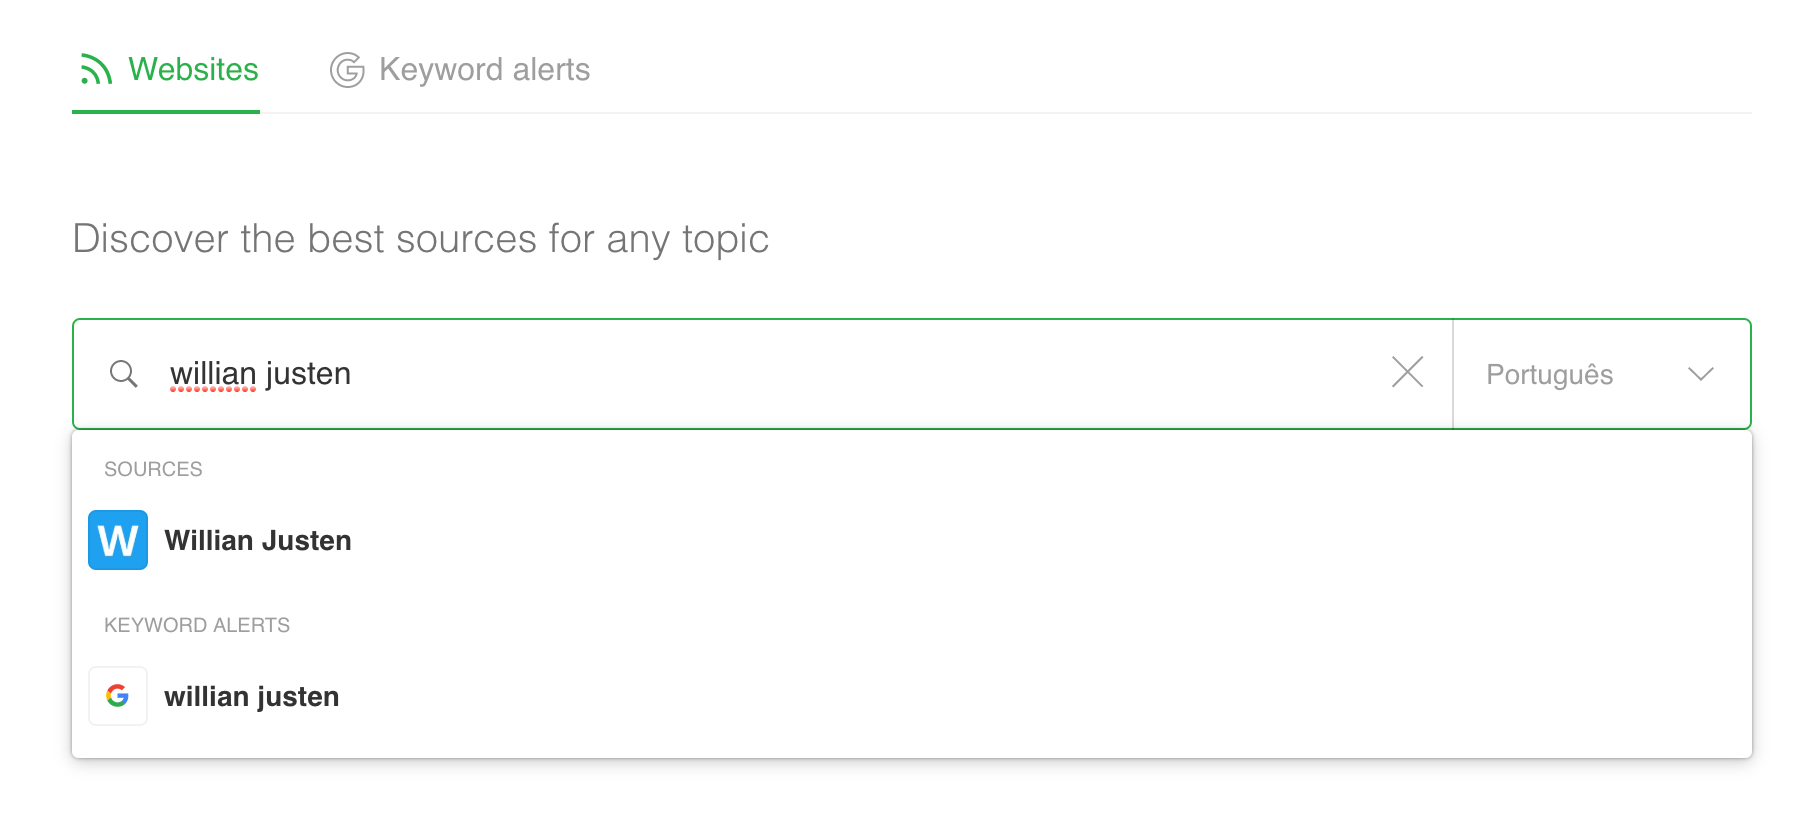 Websites
Keyword alerts
Discover the best sources for any topic
willian justen
Português
SOURCES
W Willian Justen
KEYWORD ALERTS
G willian justen